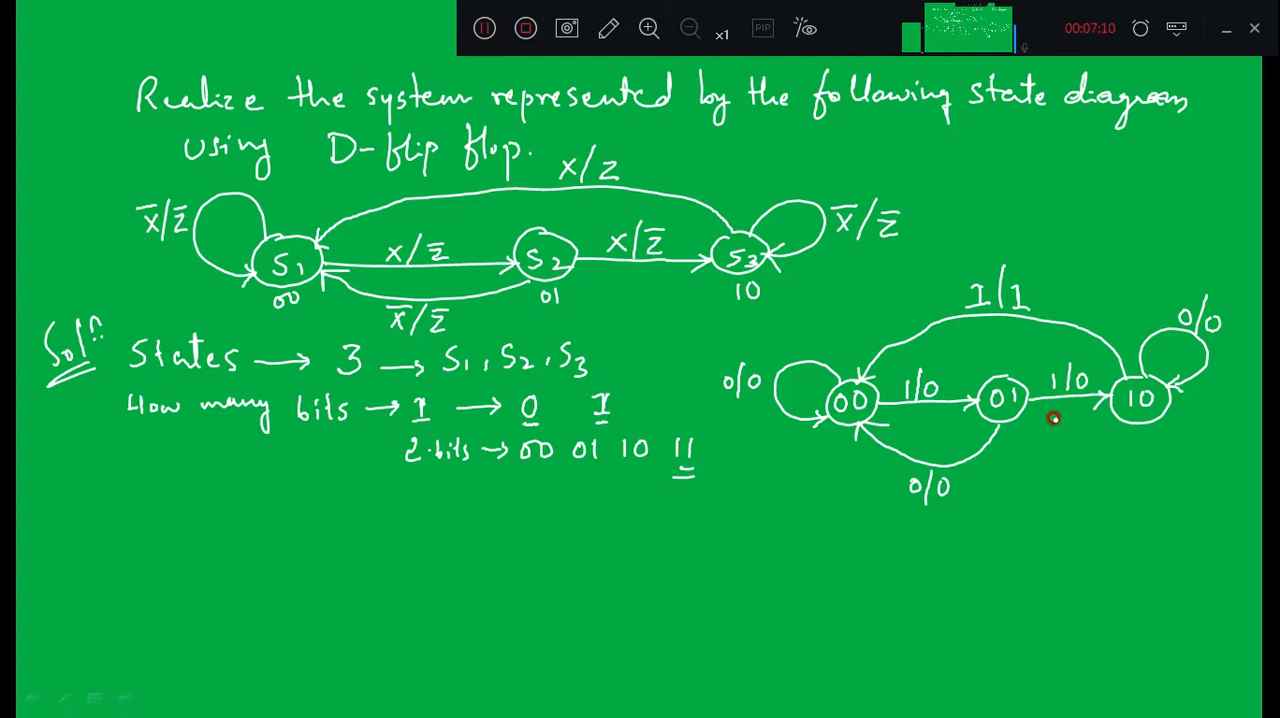 x1
PIP
00:07:10
Realize the system represented by the following state diagram
using D-flip flop.
X/Z
X̅/Z̅
X̅/Z̅
S1
X/Z̅
S2
X/Z̅
S3
00
01
10
X̅/Z̅
Solⁿ:
States → 3 → S1, S2, S3
How many bits → 1 → 0 1
2-bits → 00 01 10 11
1/1
0/0
0/0
00
1/0
01
1/0
10
0/0